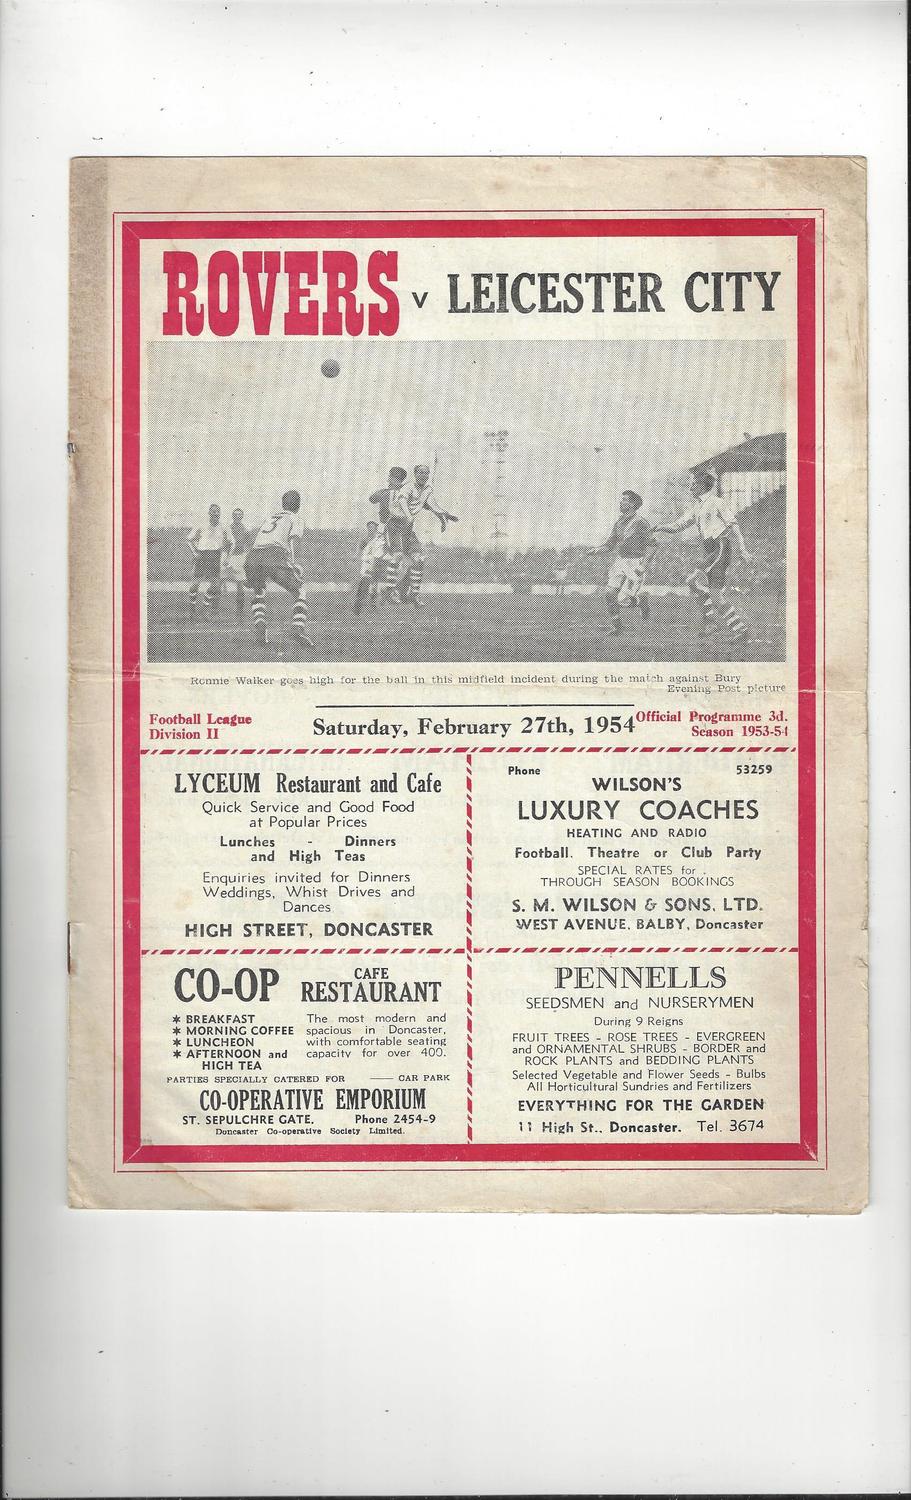 ROVERS v LEICESTER CITY
3
Ronnie Walker goes high for the ball in this midfield incident during the match against Bury
Evening Post picture
Football League
Division II
Saturday, February 27th, 1954
Official Programme 3d.
Season 1953-54
LYCEUM Restaurant and Cafe
Quick Service and Good Food
at Popular Prices
Lunches - Dinners
and High Teas
Enquiries invited for Dinners
Weddings, Whist Drives and
Dances
HIGH STREET, DONCASTER
Phone 53259
WILSON'S
LUXURY COACHES
HEATING AND RADIO
Football. Theatre or Club Party
SPECIAL RATES for
THROUGH SEASON BOOKINGS
S. M. WILSON & SONS, LTD.
WEST AVENUE, BALBY, Doncaster
CO-OP CAFE RESTAURANT
* BREAKFAST
* MORNING COFFEE
* LUNCHEON
* AFTERNOON and
HIGH TEA
The most modern and
spacious in Doncaster,
with comfortable seating
capacity for over 400.
PARTIES SPECIALLY CATERED FOR —— CAR PARK
CO-OPERATIVE EMPORIUM
ST. SEPULCHRE GATE. Phone 2454-9
Doncaster Co-operative Society Limited.
PENNELLS
SEEDSMEN and NURSERYMEN
During 9 Reigns
FRUIT TREES - ROSE TREES - EVERGREEN
and ORNAMENTAL SHRUBS - BORDER and
ROCK PLANTS and BEDDING PLANTS
Selected Vegetable and Flower Seeds - Bulbs
All Horticultural Sundries and Fertilizers
EVERYTHING FOR THE GARDEN
11 High St., Doncaster. Tel. 3674